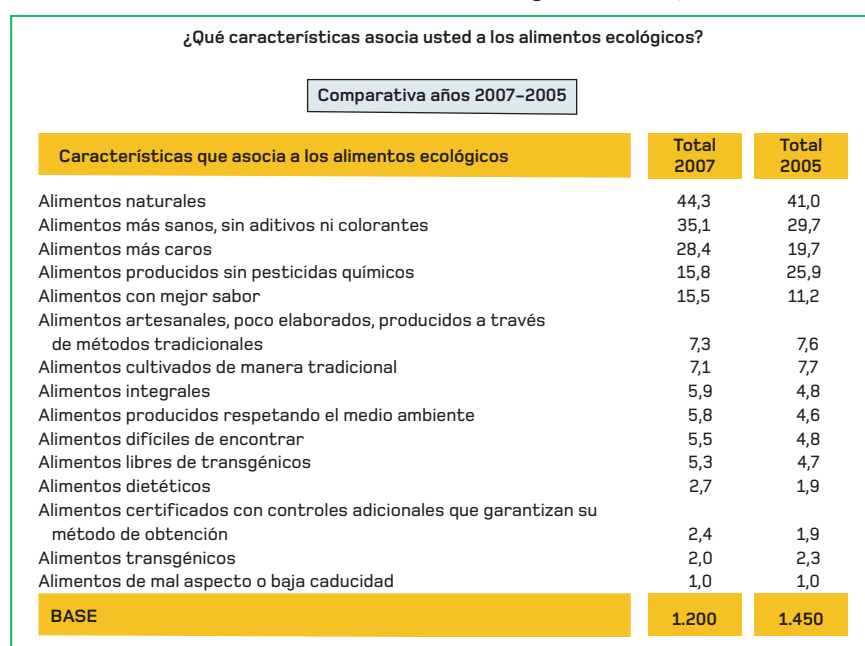 ¿Qué características asocia usted a los alimentos ecológicos?
Comparativa años 2007-2005
Características que asocia a los alimentos ecológicos Total 2007 Total 2005
Alimentos naturales 44,3 41,0
Alimentos más sanos, sin aditivos ni colorantes 35,1 29,7
Alimentos más caros 28,4 19,7
Alimentos producidos sin pesticidas químicos 15,8 25,9
Alimentos con mejor sabor 15,5 11,2
Alimentos artesanales, poco elaborados, producidos a través
de métodos tradicionales 7,3 7,6
Alimentos cultivados de manera tradicional 7,1 7,7
Alimentos integrales 5,9 4,8
Alimentos producidos respetando el medio ambiente 5,8 4,6
Alimentos difíciles de encontrar 5,5 4,8
Alimentos libres de transgénicos 5,3 4,7
Alimentos dietéticos 2,7 1,9
Alimentos certificados con controles adicionales que garantizan su
método de obtención 2,4 1,9
Alimentos transgénicos 2,0 2,3
Alimentos de mal aspecto o baja caducidad 1,0 1,0
BASE 1.200 1.450